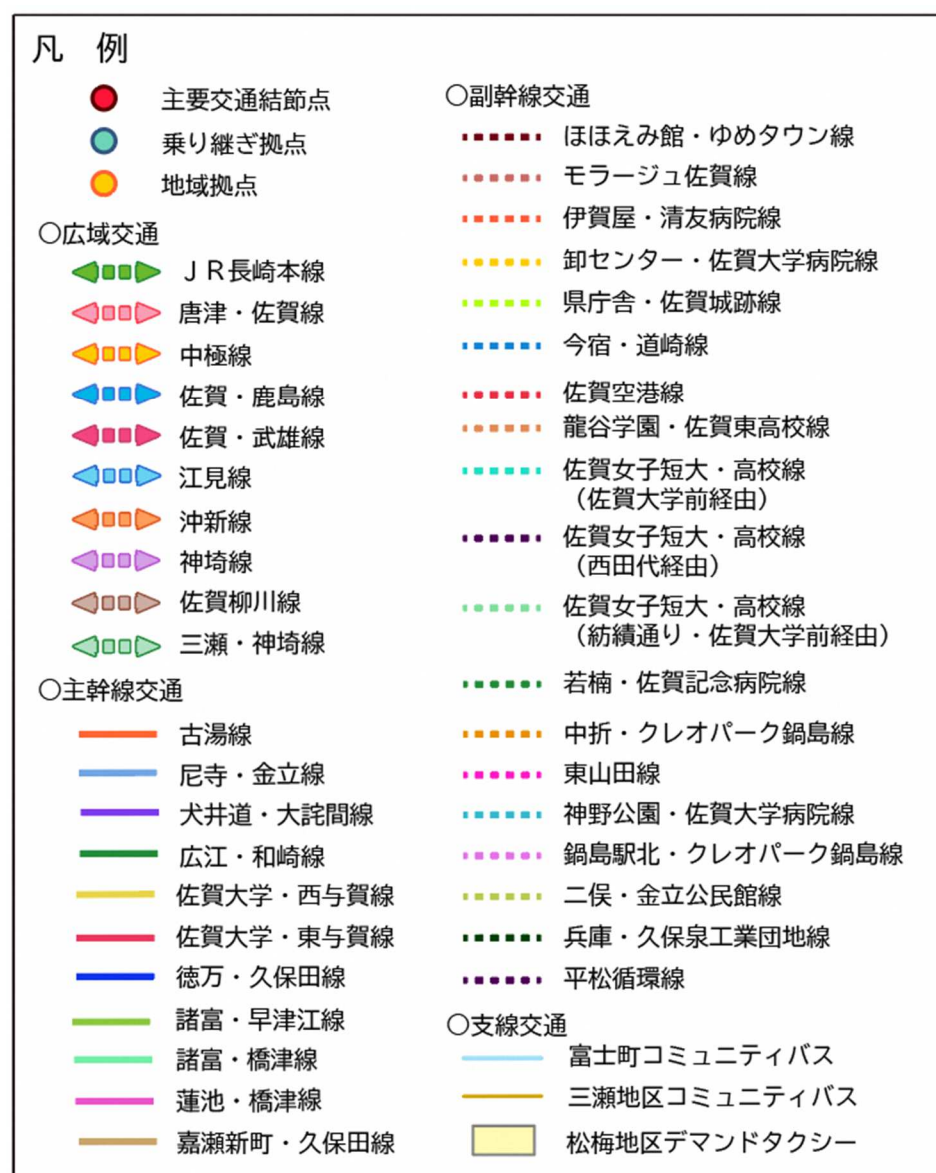 凡 例
主要交通結節点
乗り継ぎ拠点
地域拠点
○広域交通
ＪＲ長崎本線
唐津・佐賀線
中極線
佐賀・鹿島線
佐賀・武雄線
江見線
沖新線
神埼線
佐賀柳川線
三瀬・神埼線
○主幹線交通
古湯線
尼寺・金立線
犬井道・大詫間線
広江・和崎線
佐賀大学・西与賀線
佐賀大学・東与賀線
徳万・久保田線
諸富・早津江線
諸富・橋津線
蓮池・橋津線
嘉瀬新町・久保田線
○副幹線交通
ほほえみ館・ゆめタウン線
モラージュ佐賀線
伊賀屋・清友病院線
卸センター・佐賀大学病院線
県庁舎・佐賀城跡線
今宿・道崎線
佐賀空港線
龍谷学園・佐賀東高校線
佐賀女子短大・高校線
（佐賀大学前経由）
佐賀女子短大・高校線
（西田代経由）
佐賀女子短大・高校線
（紡績通り・佐賀大学前経由）
若楠・佐賀記念病院線
中折・クレオパーク鍋島線
東山田線
神野公園・佐賀大学病院線
鍋島駅北・クレオパーク鍋島線
二俣・金立公民館線
兵庫・久保泉工業団地線
平松循環線
○支線交通
富士町コミュニティバス
三瀬地区コミュニティバス
松梅地区デマンドタクシー